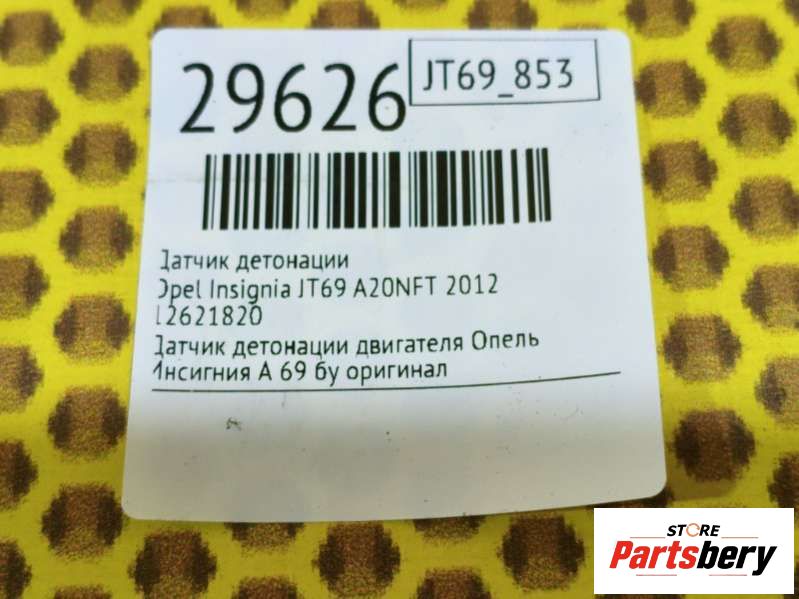 29626
JT69_853
Датчик детонации
Opel Insignia JT69 A20NFT 2012
12621820
Датчик детонации двигателя Опель
Инсигния А 69 бу оригинал
STORE
Partsbery